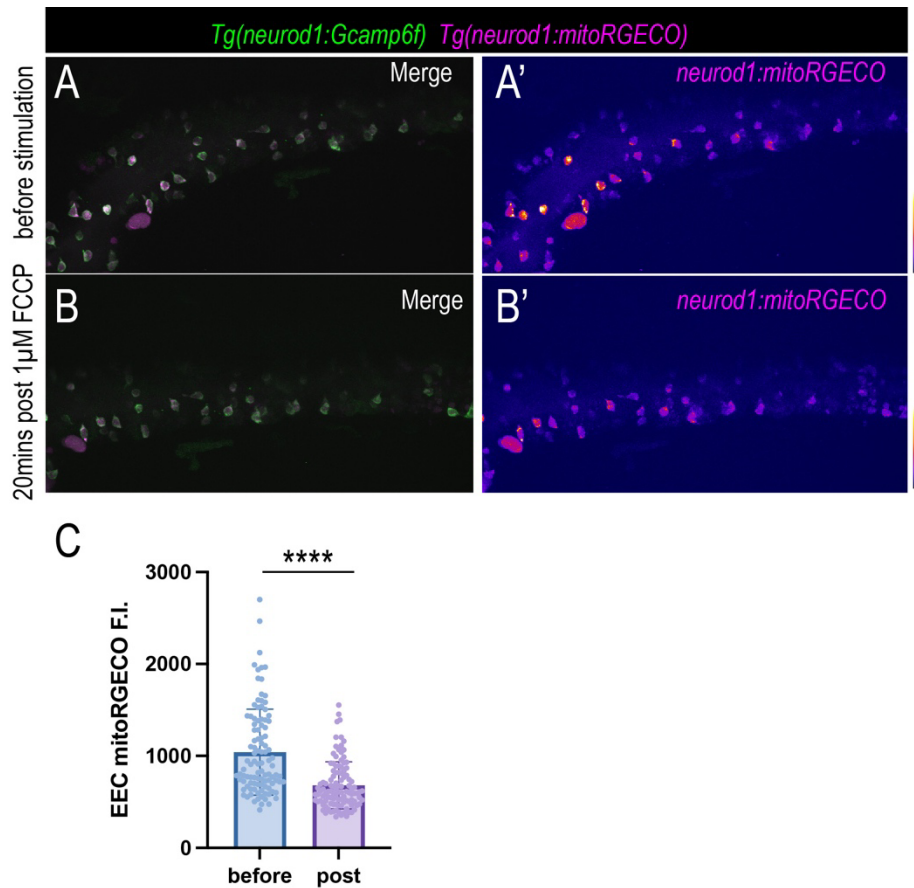 Tg(neurod1:Gcamp6f) Tg(neurod1:mitoRGECO)
before stimulation
A Merge
A’ neurod1:mitoRGECO
20mins post 1μM FCCP
B Merge
B’ neurod1:mitoRGECO
C
****
EEC mitoRGECO F.I.
3000
2000
1000
0
before post